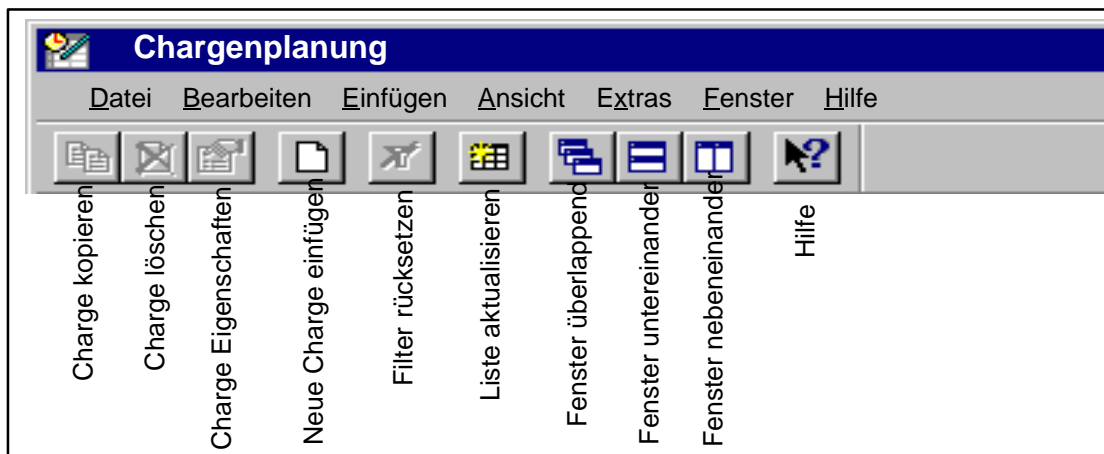 Chargenplanung
Datei Bearbeiten Einfügen Ansicht Extras Fenster Hilfe
Charge kopieren
Charge löschen
Charge Eigenschaften
Neue Charge einfügen
Filter rücksetzen
Liste aktualisieren
Fenster überlappend
Fenster untereinander
Fenster nebeneinander
Hilfe